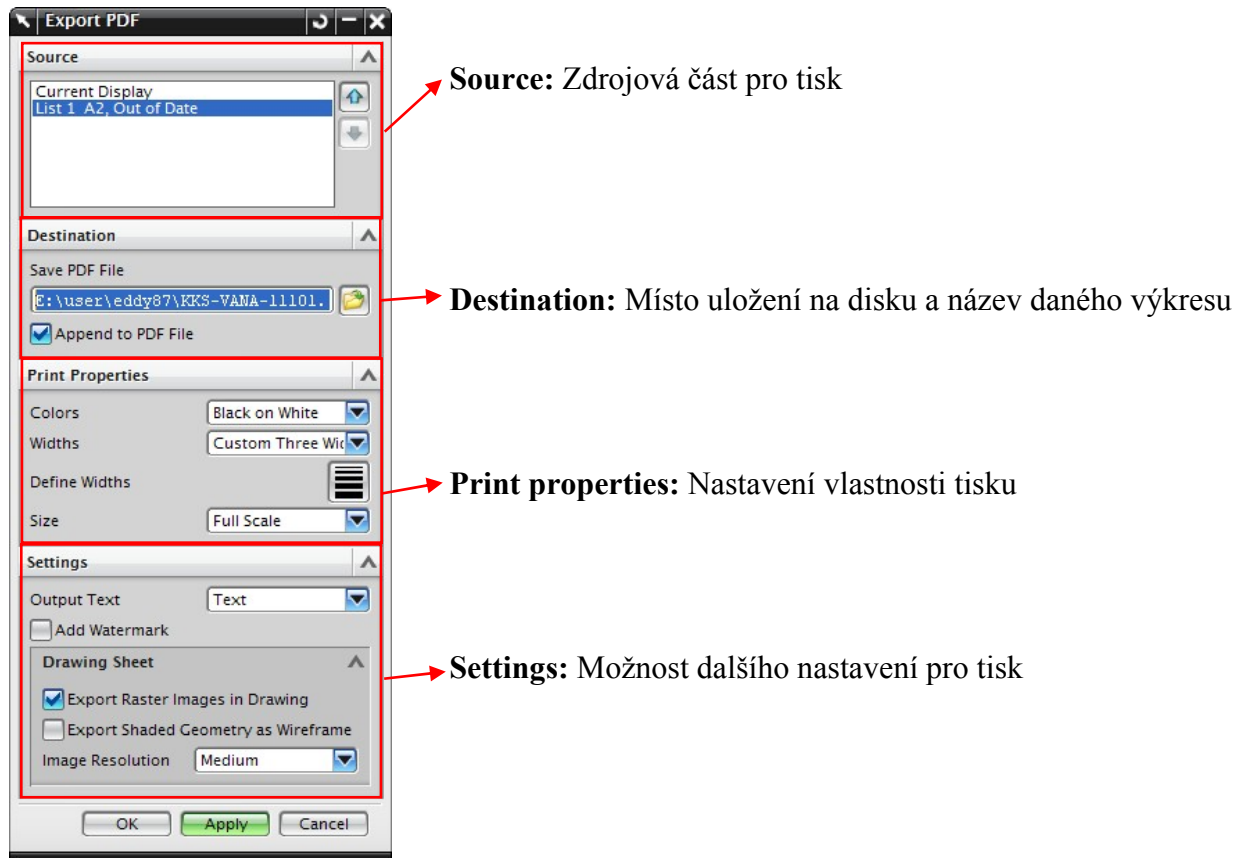 Export PDF
Source
Current Display
List 1 A2, Out of Date
Source: Zdrojová část pro tisk
Destination
Save PDF File
E:\user\eddy87\KKS-VANA-11101.
Append to PDF File
Destination: Místo uložení na disku a název daného výkresu
Print Properties
Colors Black on White
Widths Custom Three Wid
Define Widths
Size Full Scale
Print properties: Nastavení vlastnosti tisku
Settings
Output Text Text
Add Watermark
Drawing Sheet
Export Raster Images in Drawing
Export Shaded Geometry as Wireframe
Image Resolution Medium
Settings: Možnost dalšího nastavení pro tisk
OK Apply Cancel